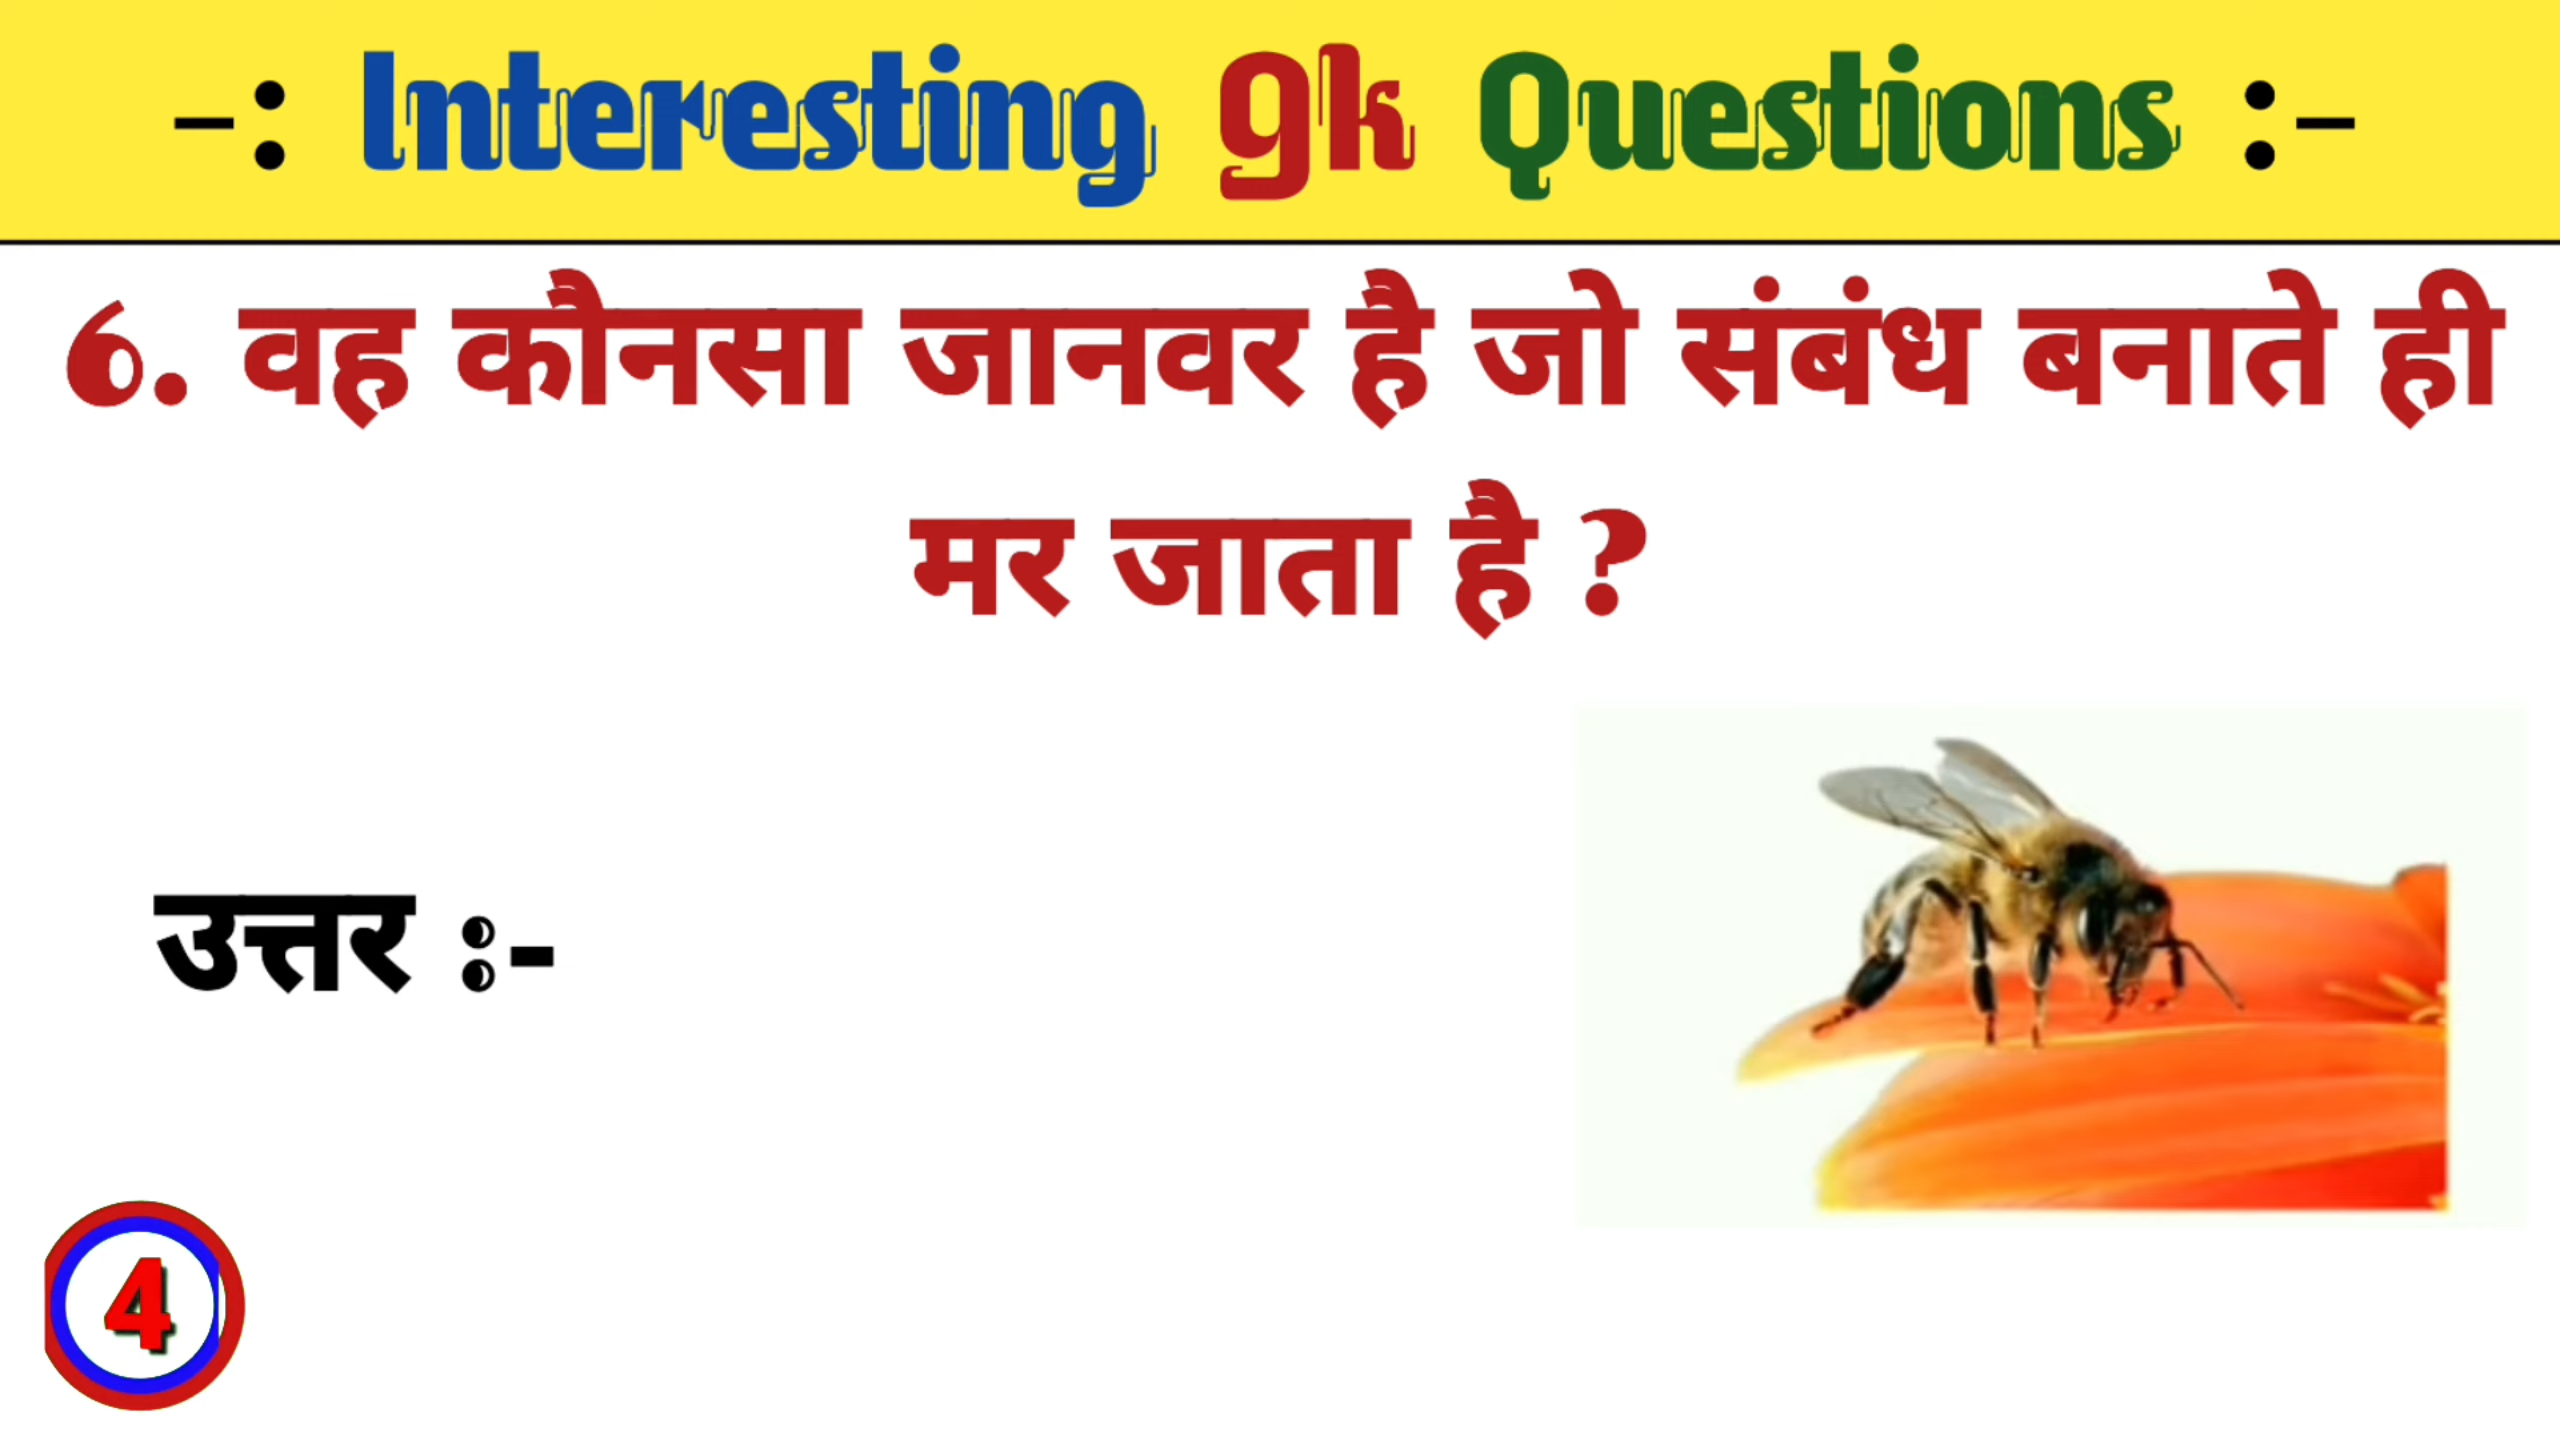 -: Interesting gk Questions :-
6. वह कौनसा जानवर है जो संबंध बनाते ही
मर जाता है ?
उत्तर :-
4